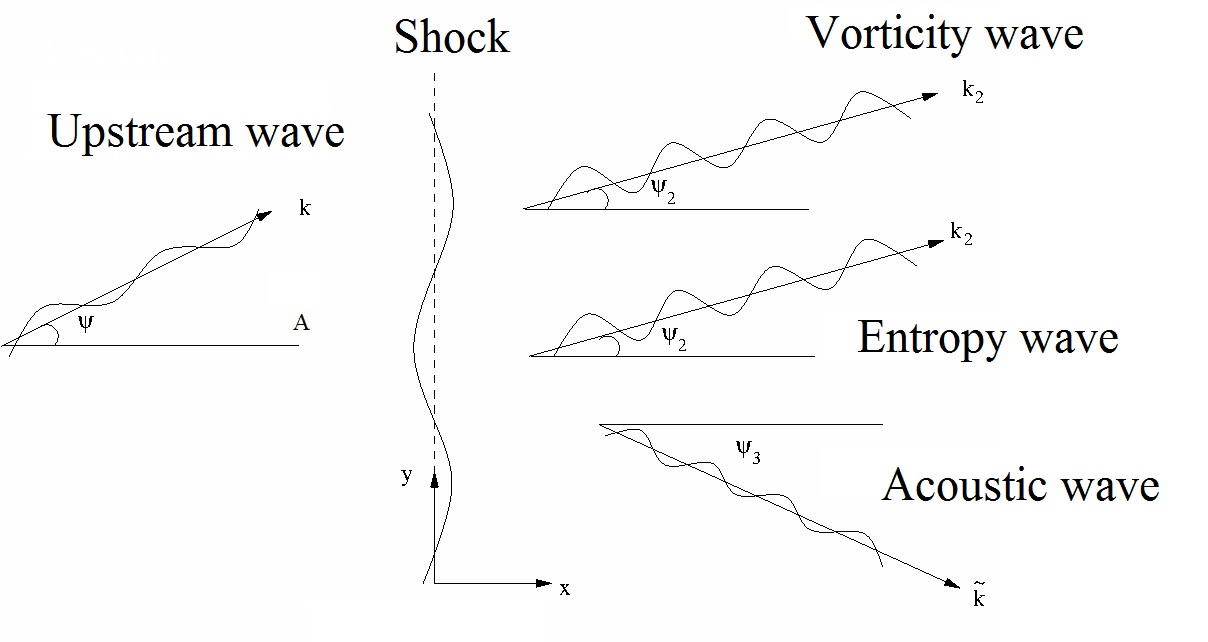 Shock
Vorticity wave
Upstream wave
k
ψ
A
k2
ψ2
k2
ψ2
Entropy wave
ψ3
Acoustic wave
k̃
y
x